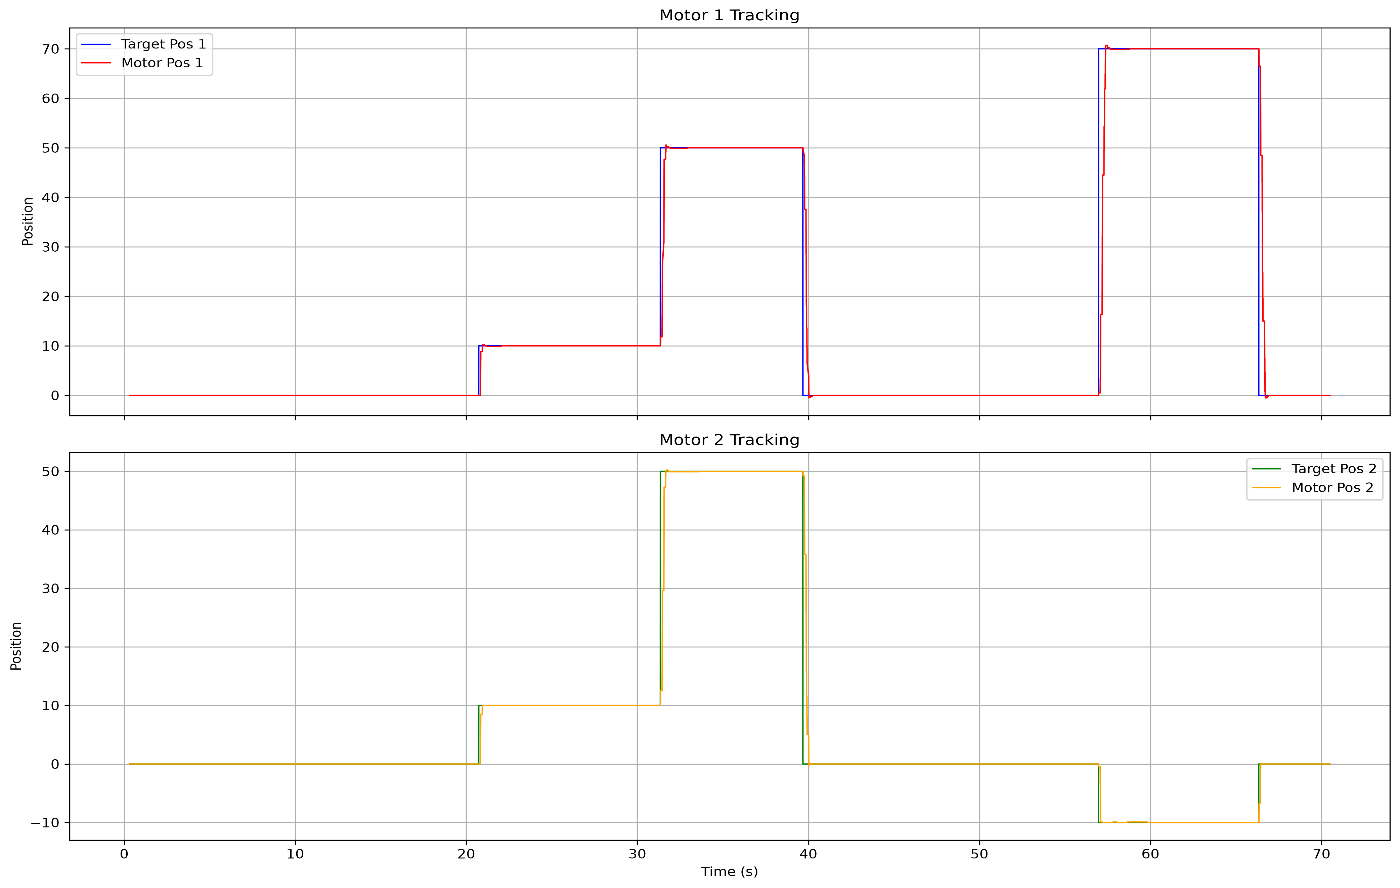 Motor 1 Tracking
Target Pos 1
Motor Pos 1
70
60
50
40
30
20
10
0
Position
Motor 2 Tracking
Target Pos 2
Motor Pos 2
50
40
30
20
10
0
−10
Position
0 10 20 30 40 50 60 70
Time (s)